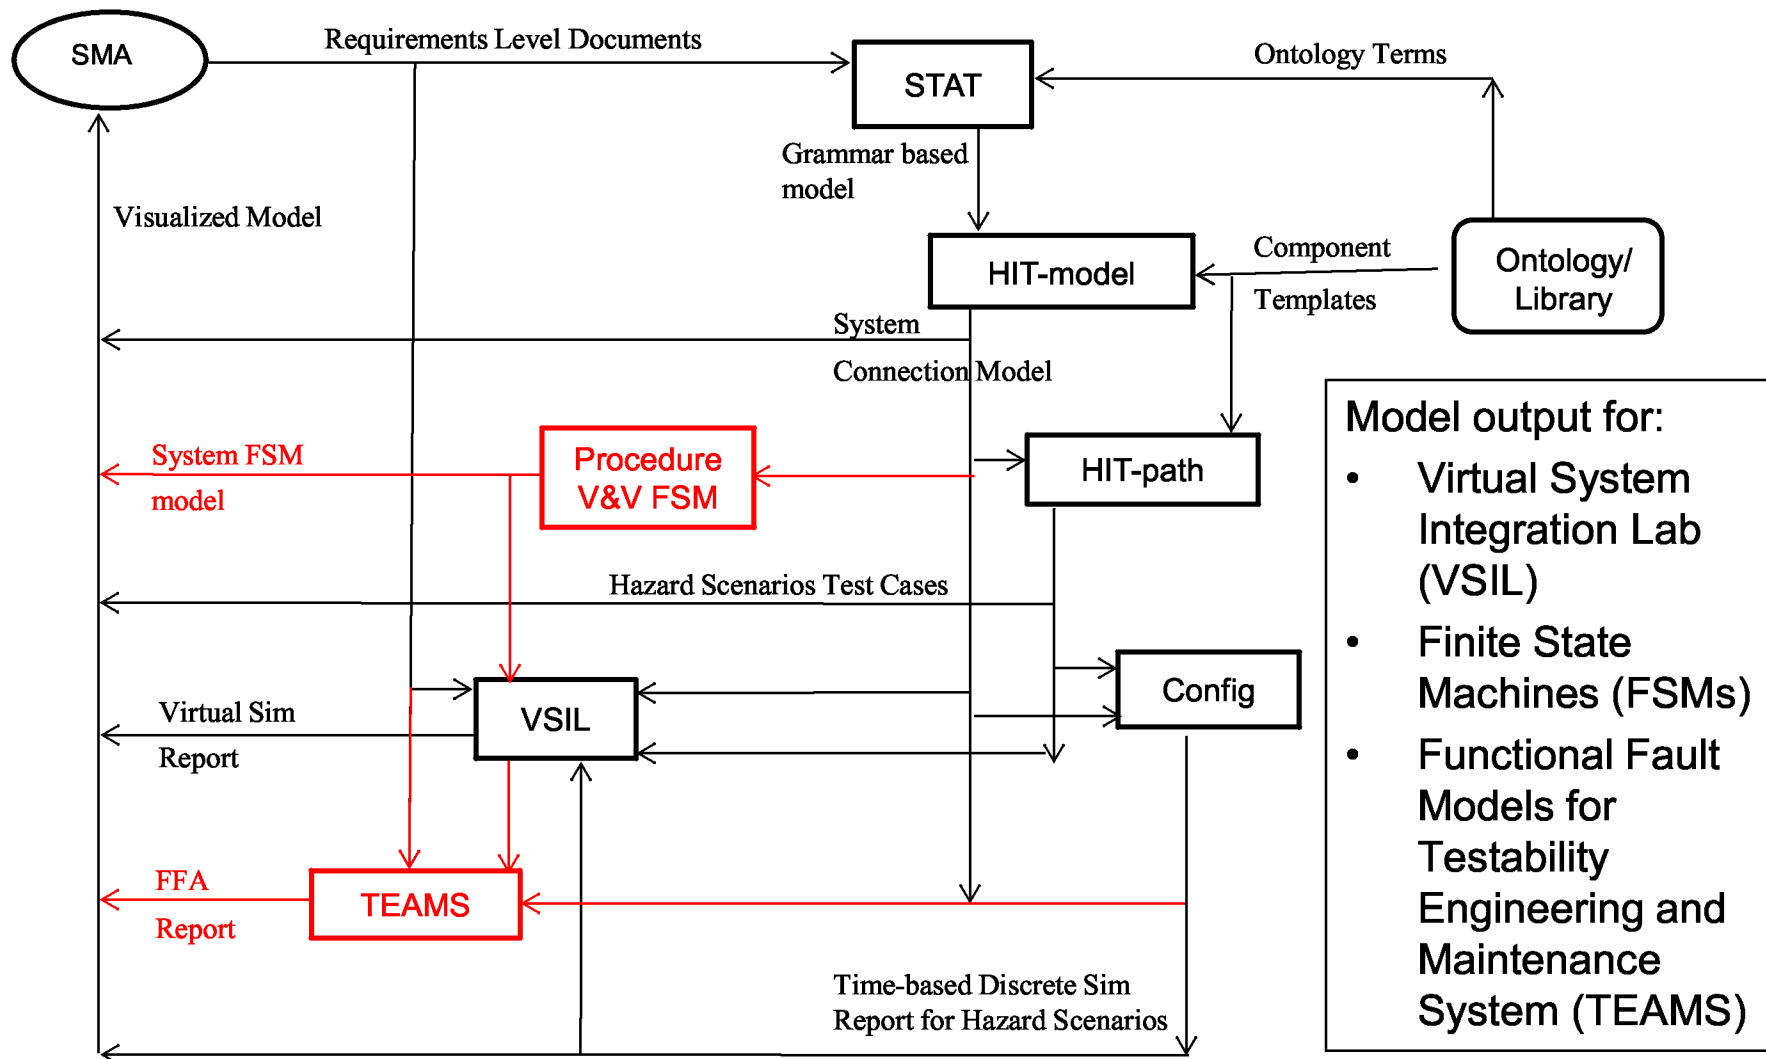 SMA
Requirements Level Documents
STAT
Ontology Terms
Grammar based
model
Visualized Model
HIT-model
Component
Templates
Ontology/
Library
System
Connection Model
System FSM
model
Procedure
V&V FSM
HIT-path
Hazard Scenarios Test Cases
Virtual Sim
Report
VSIL
Config
FFA
Report
TEAMS
Time-based Discrete Sim
Report for Hazard Scenarios
Model output for:
• Virtual System
Integration Lab
(VSIL)
• Finite State
Machines (FSMs)
• Functional Fault
Models for
Testability
Engineering and
Maintenance
System (TEAMS)